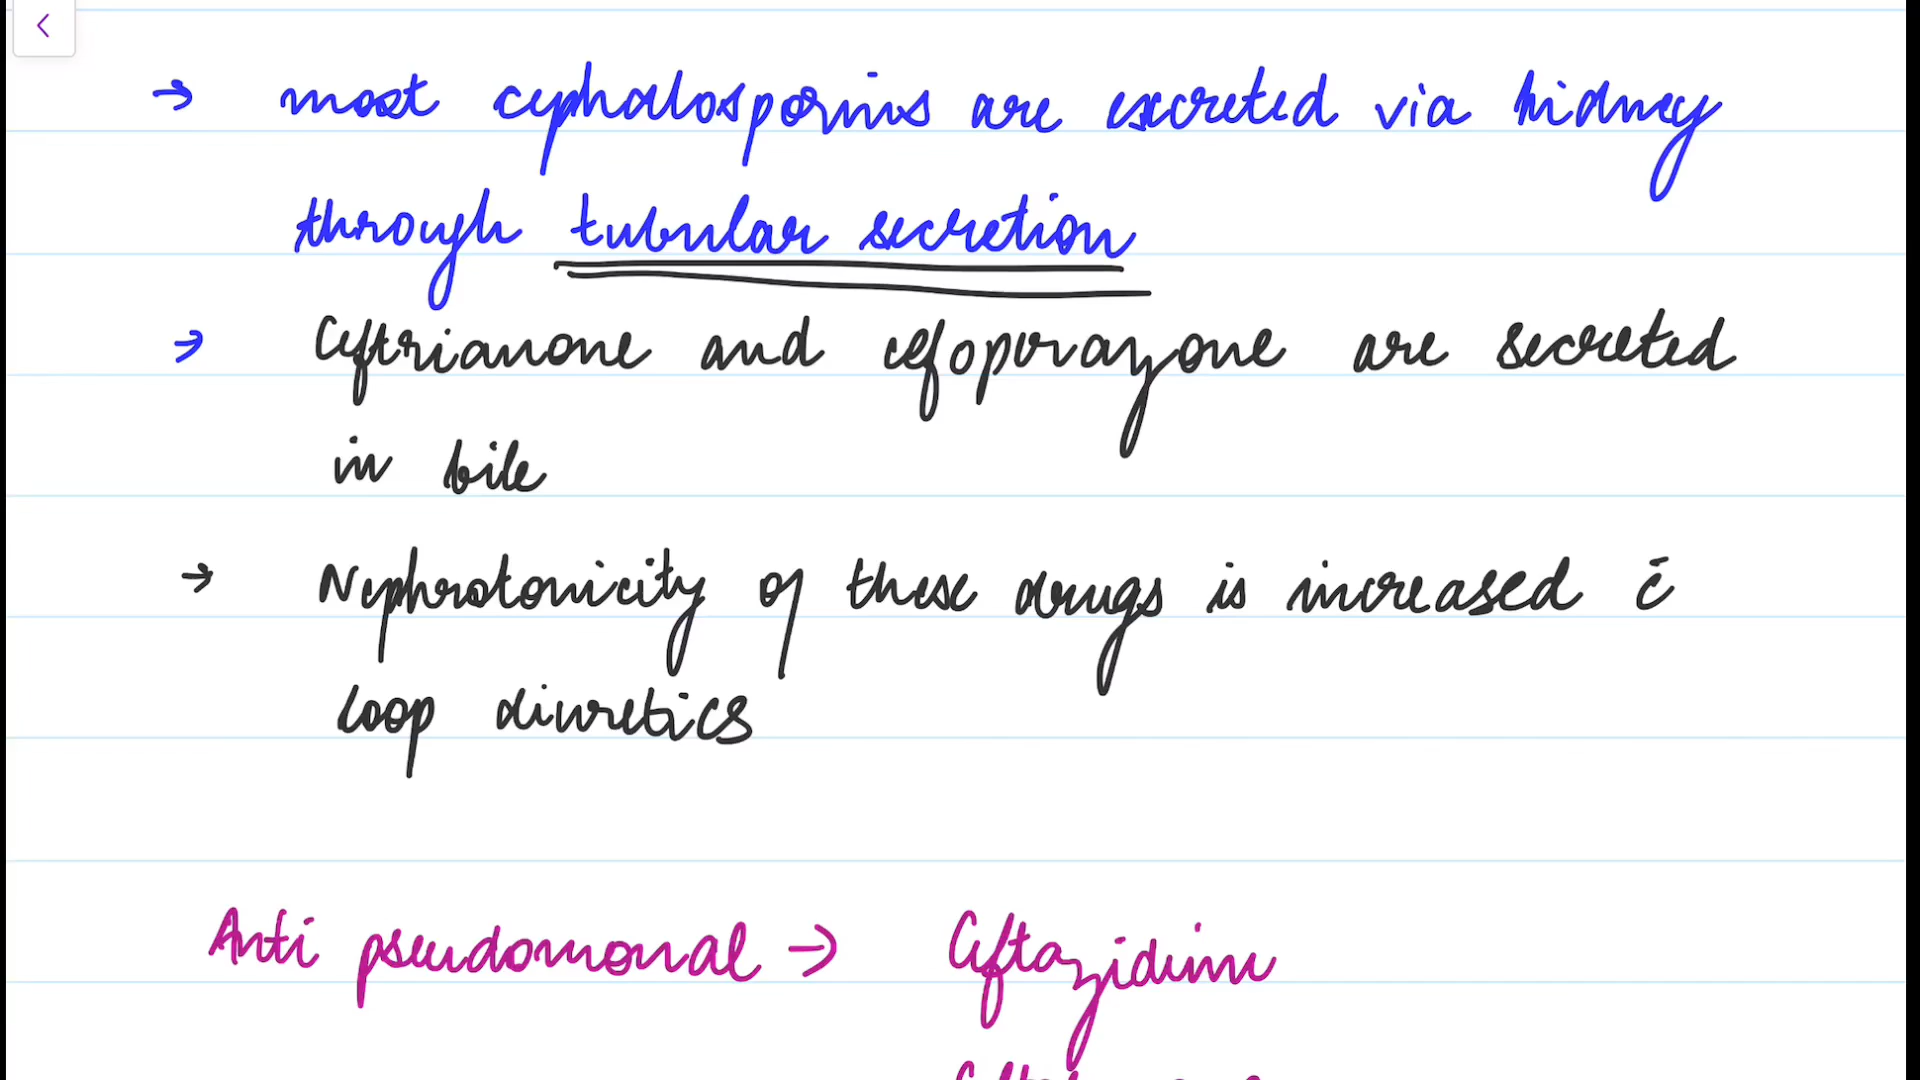 → most cephalosporins are excreted via kidney
through tubular secretion
→ Ceftriaxone and cefoperazone are secreted
in bile
→ Nephrotoxicity of these drugs is increased c̄
loop diuretics
Anti pseudomonal → Ceftazidime